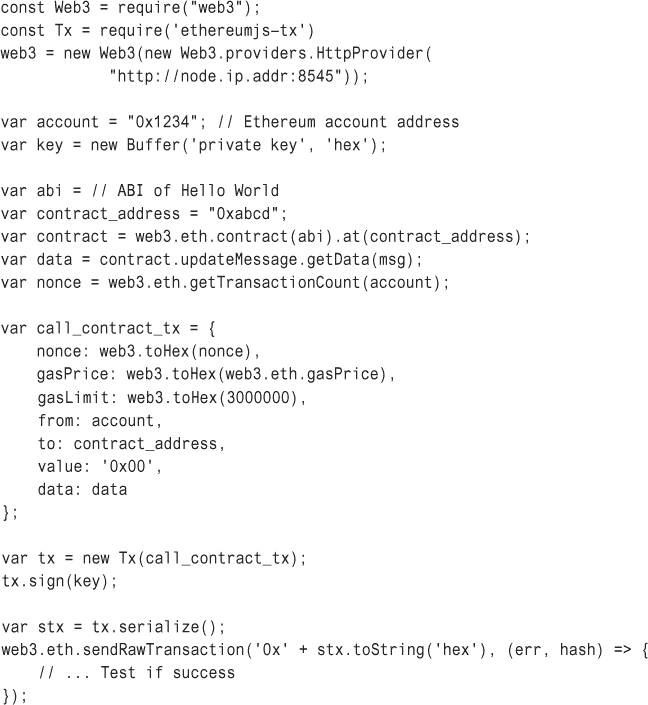 const Web3 = require("web3");
const Tx = require('ethereumjs-tx')
web3 = new Web3(new Web3.providers.HttpProvider(
            "http://node.ip.addr:8545"));

var account = "0x1234"; // Ethereum account address
var key = new Buffer('private key', 'hex');

var abi = // ABI of Hello World
var contract_address = "0xabcd";
var contract = web3.eth.contract(abi).at(contract_address);
var data = contract.updateMessage.getData(msg);
var nonce = web3.eth.getTransactionCount(account);

var call_contract_tx = {
    nonce: web3.toHex(nonce),
    gasPrice: web3.toHex(web3.eth.gasPrice),
    gasLimit: web3.toHex(3000000),
    from: account,
    to: contract_address,
    value: '0x00',
    data: data
};

var tx = new Tx(call_contract_tx);
tx.sign(key);

var stx = tx.serialize();
web3.eth.sendRawTransaction('0x' + stx.toString('hex'), (err, hash) => {
    // ... Test if success
});